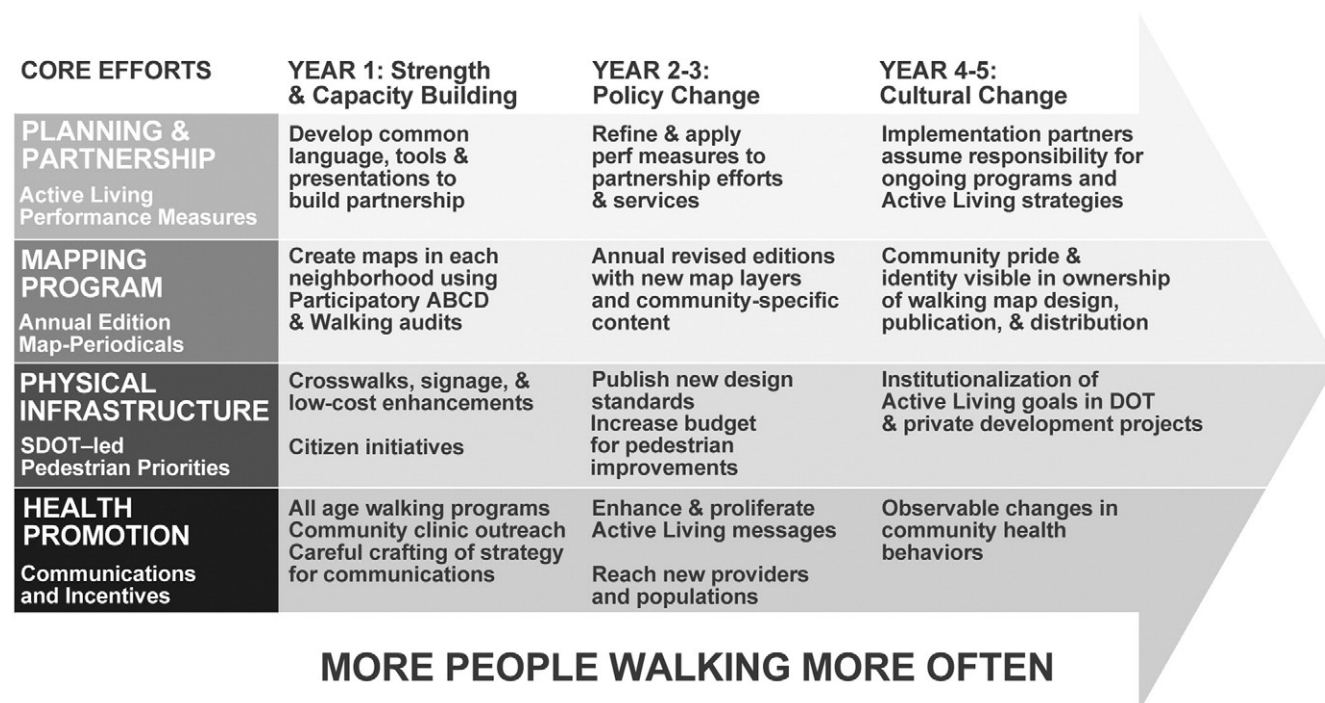 CORE EFFORTS
YEAR 1: Strength
& Capacity Building
YEAR 2-3:
Policy Change
YEAR 4-5:
Cultural Change
PLANNING &
PARTNERSHIP
Active Living
Performance Measures
Develop common
language, tools &
presentations to
build partnership
Refine & apply
perf measures to
partnership efforts
& services
Implementation partners
assume responsibility for
ongoing programs and
Active Living strategies
MAPPING
PROGRAM
Annual Edition
Map-Periodicals
Create maps in each
neighborhood using
Participatory ABCD
& Walking audits
Annual revised editions
with new map layers
and community-specific
content
Community pride &
identity visible in ownership
of walking map design,
publication, & distribution
PHYSICAL
INFRASTRUCTURE
SDOT–led
Pedestrian Priorities
Crosswalks, signage, &
low-cost enhancements
Citizen initiatives
Publish new design
standards
Increase budget
for pedestrian
improvements
Institutionalization of
Active Living goals in DOT
& private development projects
HEALTH
PROMOTION
Communications
and Incentives
All age walking programs
Community clinic outreach
Careful crafting of strategy
for communications
Enhance & proliferate
Active Living messages
Reach new providers
and populations
Observable changes in
community health
behaviors
MORE PEOPLE WALKING MORE OFTEN